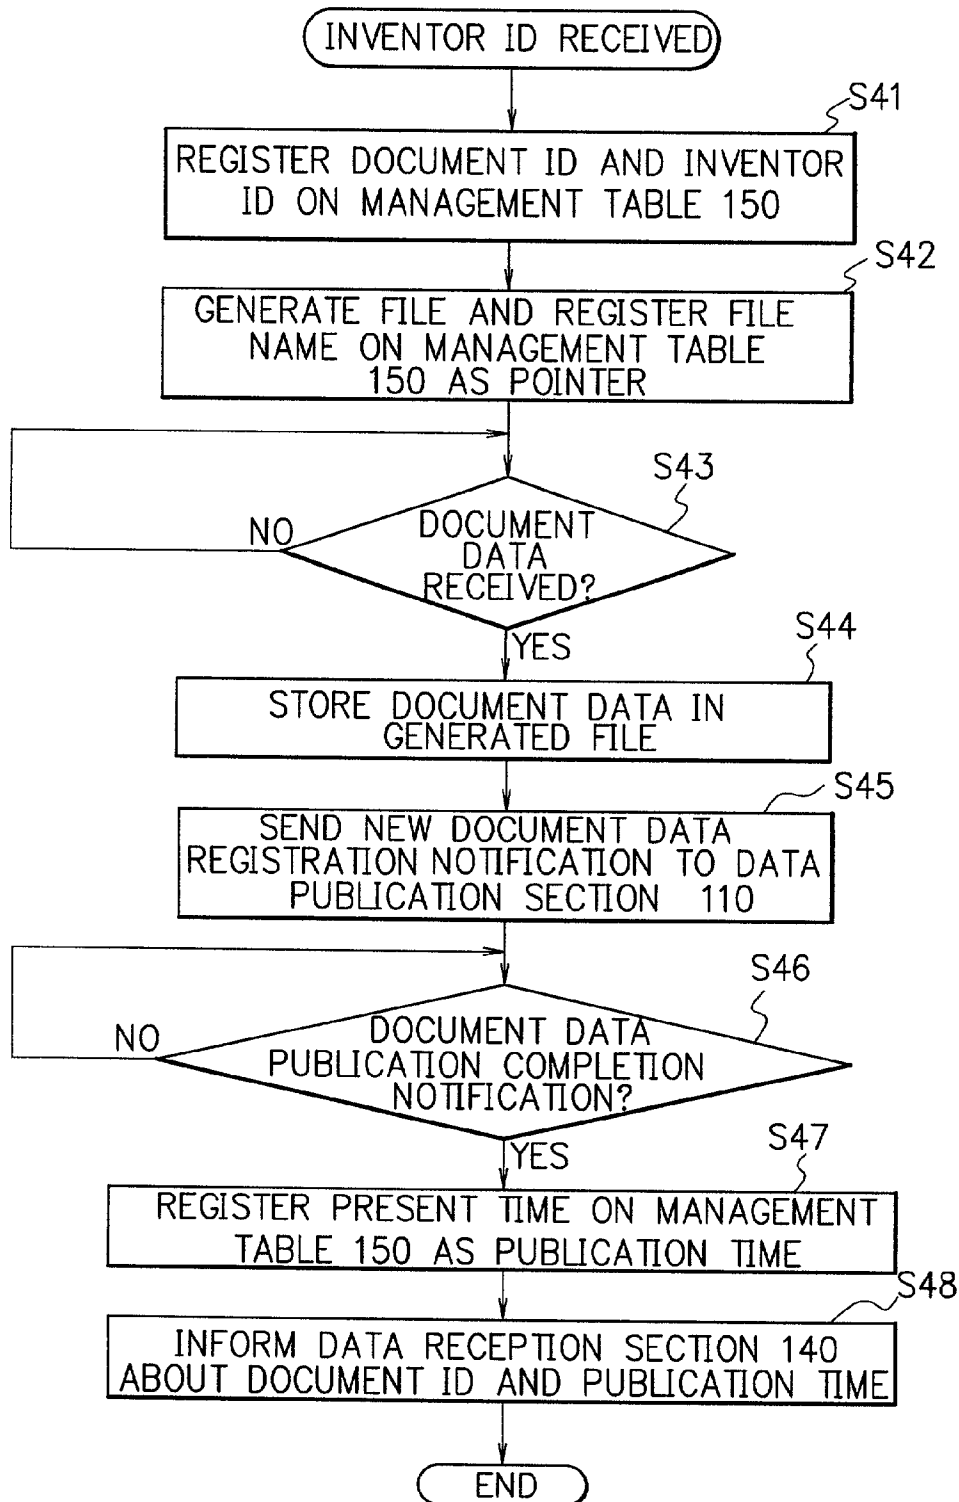 INVENTOR ID RECEIVED
S41
REGISTER DOCUMENT ID AND INVENTOR
ID ON MANAGEMENT TABLE 150
S42
GENERATE FILE AND REGISTER FILE
NAME ON MANAGEMENT TABLE
150 AS POINTER
S43
NO
DOCUMENT
DATA
RECEIVED?
YES
S44
STORE DOCUMENT DATA IN
GENERATED FILE
S45
SEND NEW DOCUMENT DATA
REGISTRATION NOTIFICATION TO DATA
PUBLICATION SECTION 110
S46
NO
DOCUMENT DATA
PUBLICATION COMPLETION
NOTIFICATION?
YES
S47
REGISTER PRESENT TIME ON MANAGEMENT
TABLE 150 AS PUBLICATION TIME
S48
INFORM DATA RECEPTION SECTION 140
ABOUT DOCUMENT ID AND PUBLICATION TIME
END